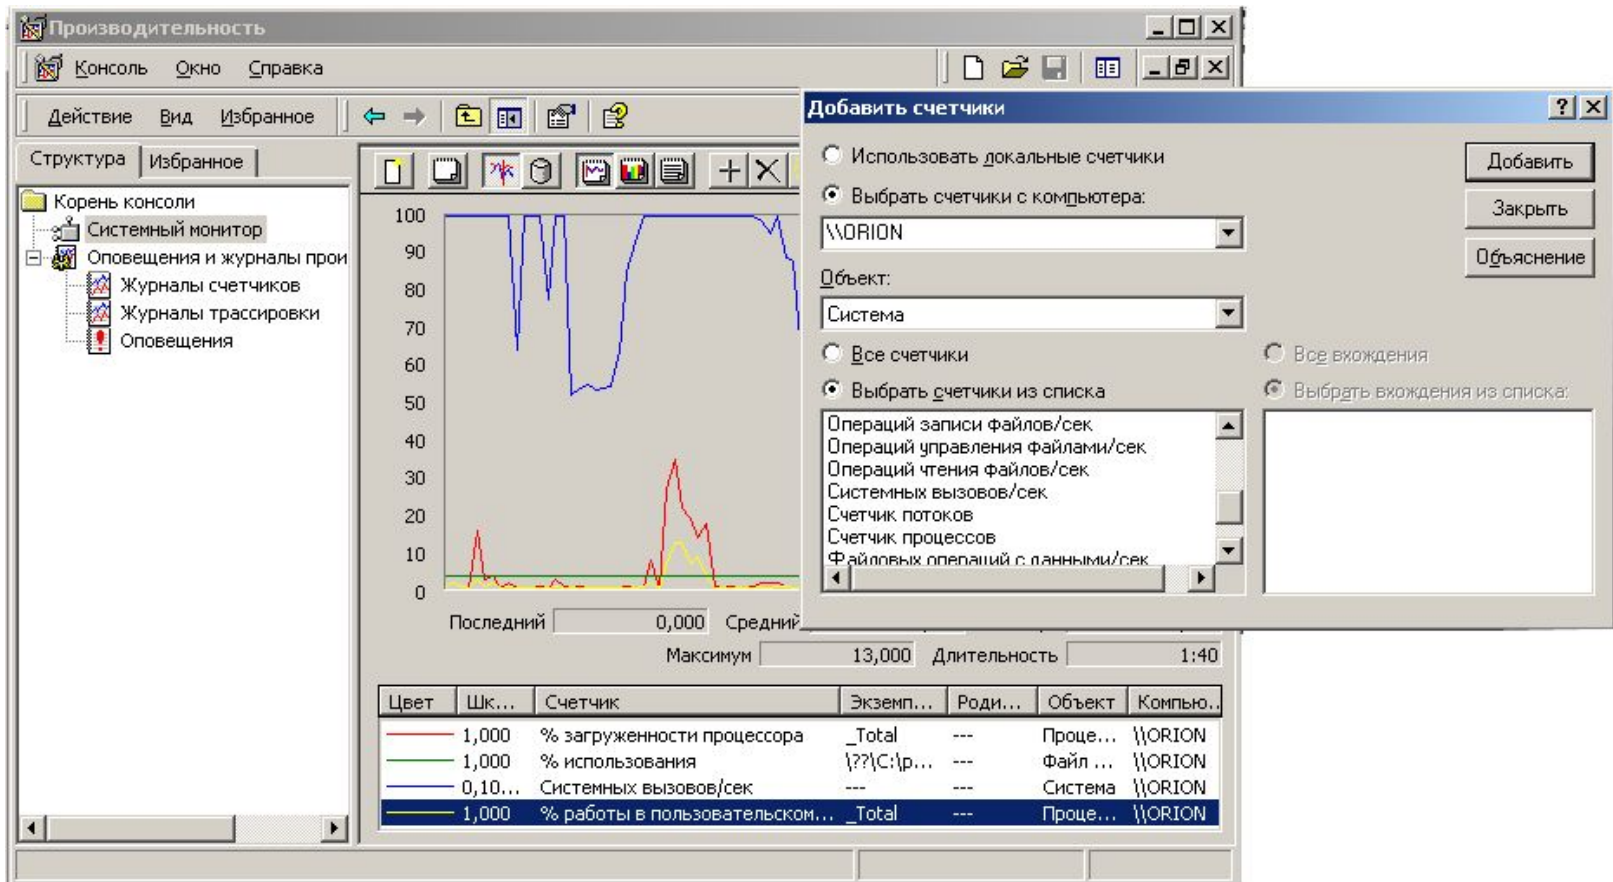 Производительность
Консоль Окно Справка
Действие Вид Избранное
Структура Избранное
Корень консоли
Системный монитор
Оповещения и журналы прои
Журналы счетчиков
Журналы трассировки
Оповещения
100
90
80
70
60
50
40
30
20
10
0
Последний 0,000 Средний
Максимум 13,000 Длительность 1:40
Цвет Шк... Счетчик Экземп... Роди... Объект Компью..
1,000 % загруженности процессора _Total --- Проце... \\ORION
1,000 % использования \??\C:\p... --- Файл ... \\ORION
0,10... Системных вызовов/сек --- --- Система \\ORION
1,000 % работы в пользовательском... _Total --- Проце... \\ORION
Добавить счетчики
Использовать локальные счетчики
Выбрать счетчики с компьютера:
\\ORION
Объект:
Система
Все счетчики
Выбрать счетчики из списка
Операций записи файлов/сек
Операций управления файлами/сек
Операций чтения файлов/сек
Системных вызовов/сек
Счетчик потоков
Счетчик процессов
Файловых операций с данными/сек
Добавить
Закрыть
Объяснение
Все вхождения
Выбрать вхождения из списка: